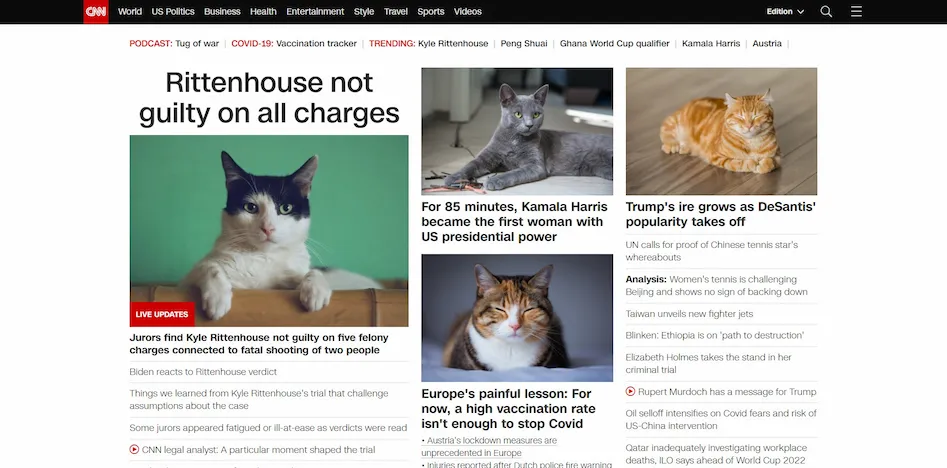 CNN World US Politics Business Health Entertainment Style Travel Sports Videos Edition
PODCAST: Tug of war | COVID-19: Vaccination tracker | TRENDING: Kyle Rittenhouse | Peng Shuai | Ghana World Cup qualifier | Kamala Harris | Austria |
Rittenhouse not
guilty on all charges
LIVE UPDATES
Jurors find Kyle Rittenhouse not guilty on five felony
charges connected to fatal shooting of two people
Biden reacts to Rittenhouse verdict
Things we learned from Kyle Rittenhouse's trial that challenge
assumptions about the case
Some jurors appeared fatigued or ill-at-ease as verdicts were read
CNN legal analyst: A particular moment shaped the trial
For 85 minutes, Kamala Harris
became the first woman with
US presidential power
Europe's painful lesson: For
now, a high vaccination rate
isn't enough to stop Covid
• Austria's lockdown measures are
unprecedented in Europe
• Injuries reported after Dutch police fire warning
Trump's ire grows as DeSantis'
popularity takes off
UN calls for proof of Chinese tennis star's
whereabouts
Analysis: Women's tennis is challenging
Beijing and shows no sign of backing down
Taiwan unveils new fighter jets
Blinken: Ethiopia is on 'path to destruction'
Elizabeth Holmes takes the stand in her
criminal trial
Rupert Murdoch has a message for Trump
Oil selloff intensifies on Covid fears and risk of
US-China intervention
Qatar inadequately investigating workplace
deaths, ILO says ahead of World Cup 2022